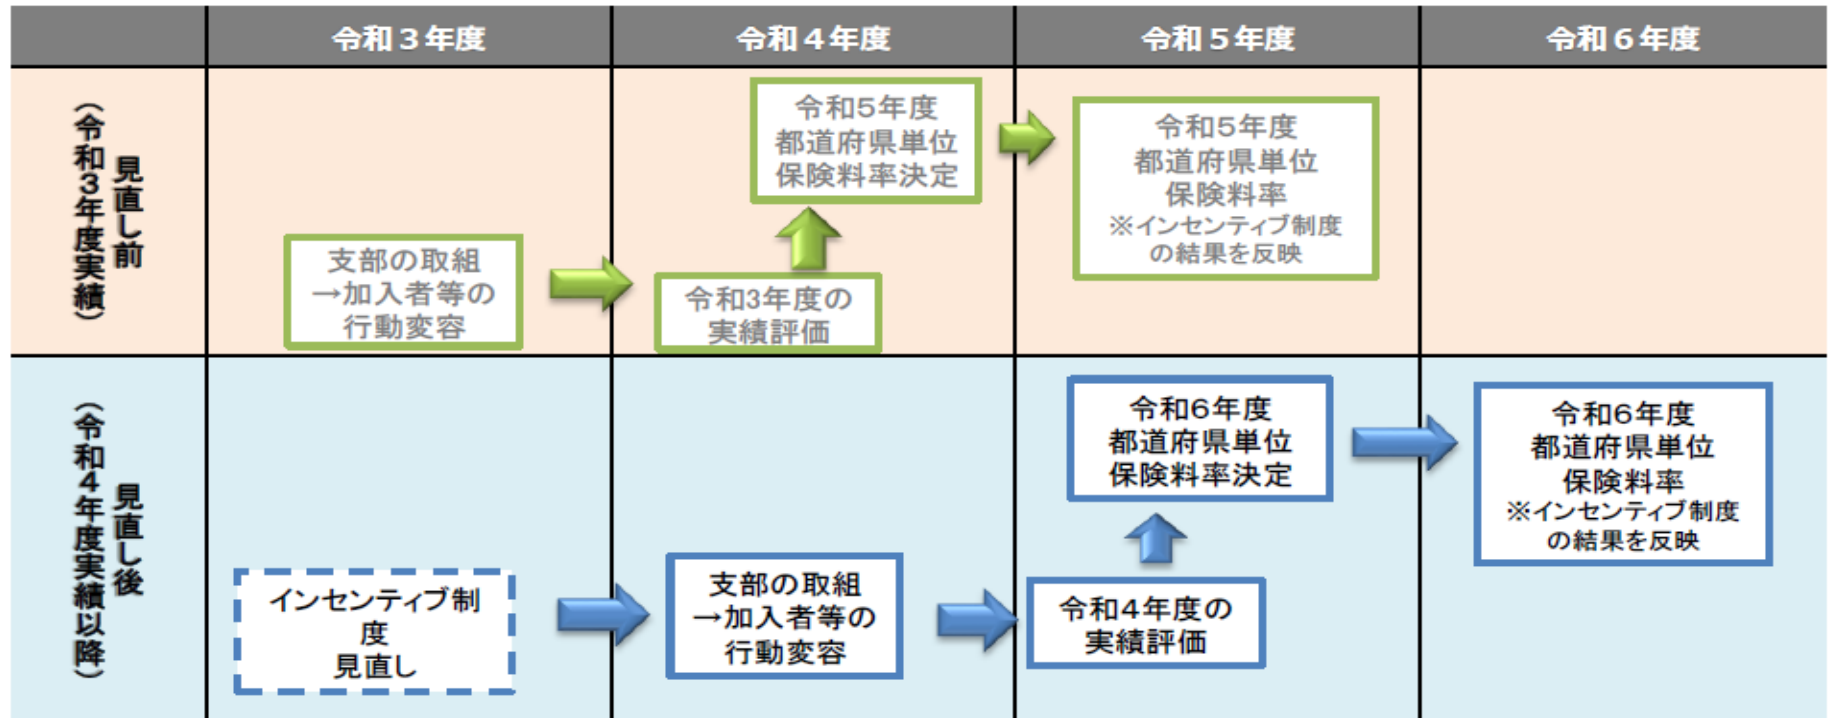 令和３年度
令和４年度
令和５年度
令和６年度
見直し前
（令和３年度実績）
支部の取組
→加入者等の
行動変容
令和3年度の
実績評価
令和5年度
都道府県単位
保険料率決定
令和5年度
都道府県単位
保険料率
※インセンティブ制度
の結果を反映
見直し後
（令和４年度実績以降）
インセンティブ制
度
見直し
支部の取組
→加入者等の
行動変容
令和4年度の
実績評価
令和6年度
都道府県単位
保険料率決定
令和6年度
都道府県単位
保険料率
※インセンティブ制度
の結果を反映